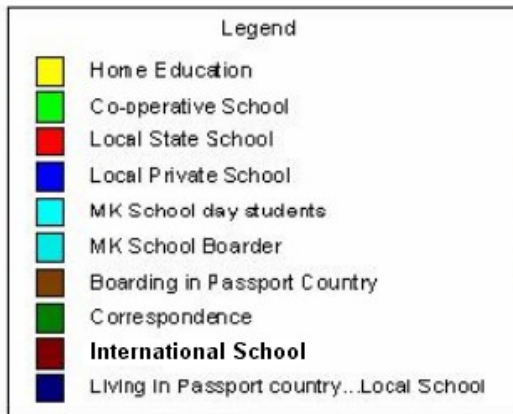 Legend
Home Education
Co-operative School
Local State School
Local Private School
MK School day students
MK School Boarder
Boarding in Passport Country
Correspondence
International School
Living in Passport country...Local School